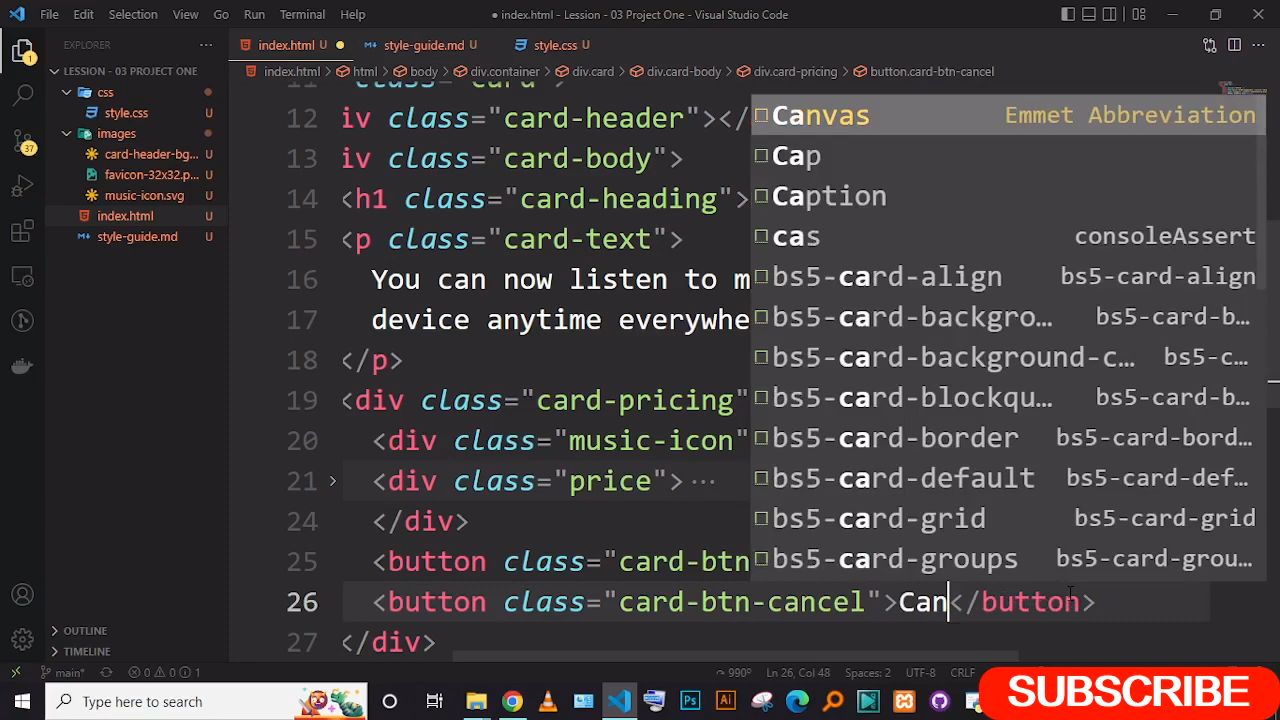 File Edit Selection View Go Run Terminal Help ● index.html - Lession - 03 Project One - Visual Studio Code
EXPLORER ···
index.html U ● style-guide.md U style.css U
LESSION - 03 PROJECT ONE
index.html > html > body > div.container > div.card > div.card-body > div.card-pricing > button.card-btn-cancel
css
style.css U
images
card-header-bg... U
favicon-32x32.p... U
music-icon.svg U
index.html U
style-guide.md U
OUTLINE
TIMELINE
12 iv class="card-header"></
13 iv class="card-body">
14 <h1 class="card-heading">
15 <p class="card-text">
16 You can now listen to m
17 device anytime everywhe
18 </p>
19 <div class="card-pricing"
20 <div class="music-icon"
21 <div class="price"> ···
24 </div>
25 <button class="card-btn
26 <button class="card-btn-cancel">Can</button>
27 </div>
Canvas Emmet Abbreviation
Cap
Caption
cas consoleAssert
bs5-card-align bs5-card-align
bs5-card-backgro... bs5-card-b...
bs5-card-background-c... bs5-c...
bs5-card-blockqu... bs5-card-b...
bs5-card-border bs5-card-bord...
bs5-card-default bs5-card-def...
bs5-card-grid bs5-card-grid
bs5-card-groups bs5-card-grou...
main* 0 0 1 990° Ln 26, Col 48 Spaces: 2 UTF-8 CRLF
Type here to search
SUBSCRIBE